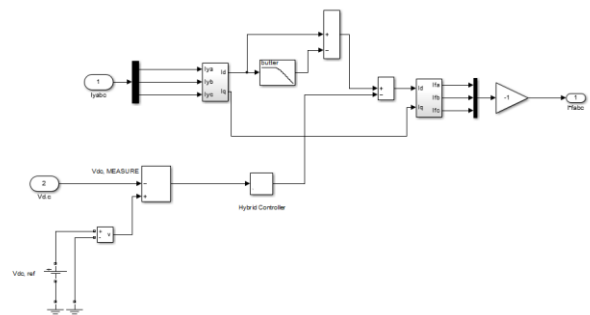 butter
1
Iyabc
Iya
Iyb
Iyc
Id
Iq
+
−
+
−
Id
Iq
Ifa
Ifb
Ifc
-1
1
I*fabc
Vdc, MEASURE
2
Vdc
−
+
Hybrid Controller
+
−
v
Vdc, ref